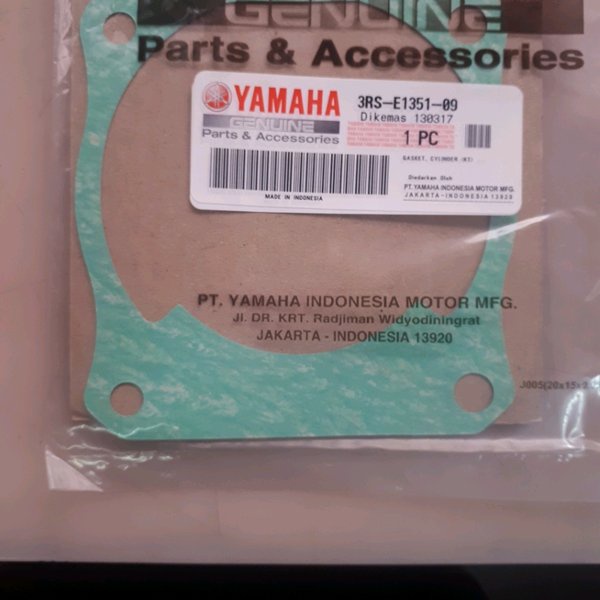 GENUINE
Parts & Accessories
YAMAHA
GENUINE
Parts & Accessories
3RS-E1351-09
Dikemas 130317
1 PC
GASKET, CYLINDER (KT)
MADE IN INDONESIA
Diedarkan Oleh
PT. YAMAHA INDONESIA MOTOR MFG.
JAKARTA-INDONESIA 13920
PT. YAMAHA INDONESIA MOTOR MFG.
Jl. DR. KRT. Radjiman Widyodiningrat
JAKARTA - INDONESIA 13920